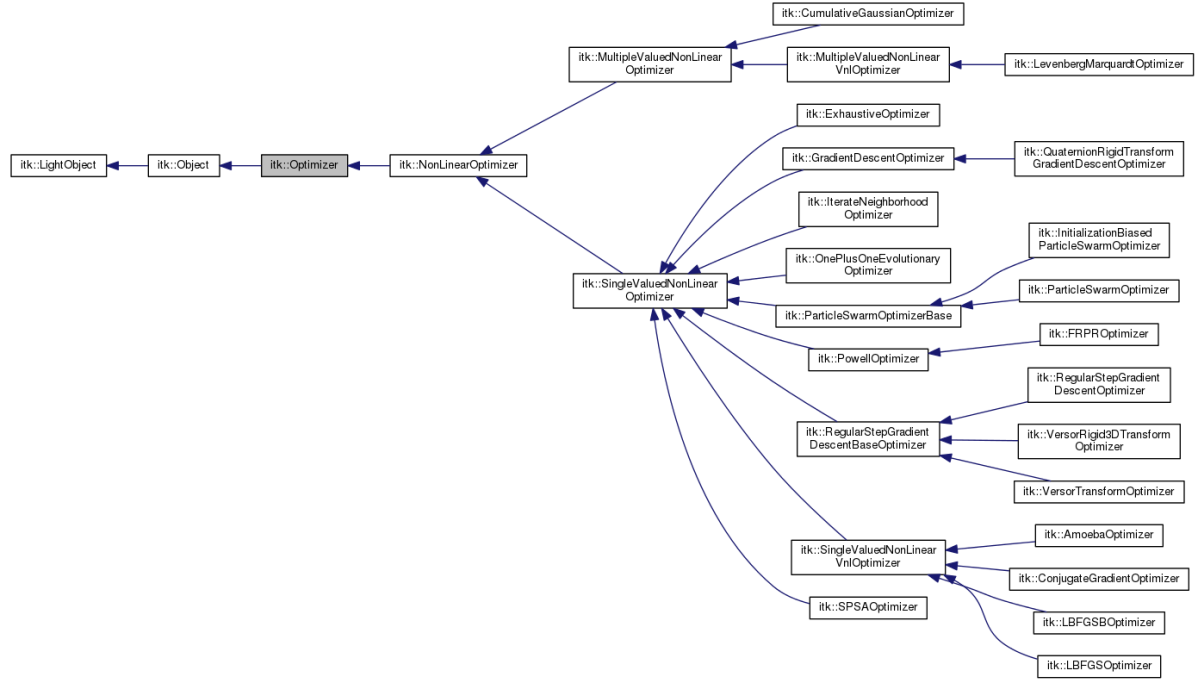 itk::CumulativeGaussianOptimizer
itk::MultipleValuedNonLinear
Optimizer
itk::MultipleValuedNonLinear
VnlOptimizer
itk::LevenbergMarquardtOptimizer
itk::LightObject
itk::Object
itk::Optimizer
itk::NonLinearOptimizer
itk::ExhaustiveOptimizer
itk::GradientDescentOptimizer
itk::QuaternionRigidTransform
GradientDescentOptimizer
itk::IterateNeighborhood
Optimizer
itk::InitializationBiased
ParticleSwarmOptimizer
itk::OnePlusOneEvolutionary
Optimizer
itk::SingleValuedNonLinear
Optimizer
itk::ParticleSwarmOptimizerBase
itk::ParticleSwarmOptimizer
itk::PowellOptimizer
itk::FRPROptimizer
itk::RegularStepGradient
DescentBaseOptimizer
itk::RegularStepGradient
DescentOptimizer
itk::VersorRigid3DTransform
Optimizer
itk::VersorTransformOptimizer
itk::SingleValuedNonLinear
VnlOptimizer
itk::AmoebaOptimizer
itk::ConjugateGradientOptimizer
itk::SPSAOptimizer
itk::LBFGSBOptimizer
itk::LBFGSOptimizer